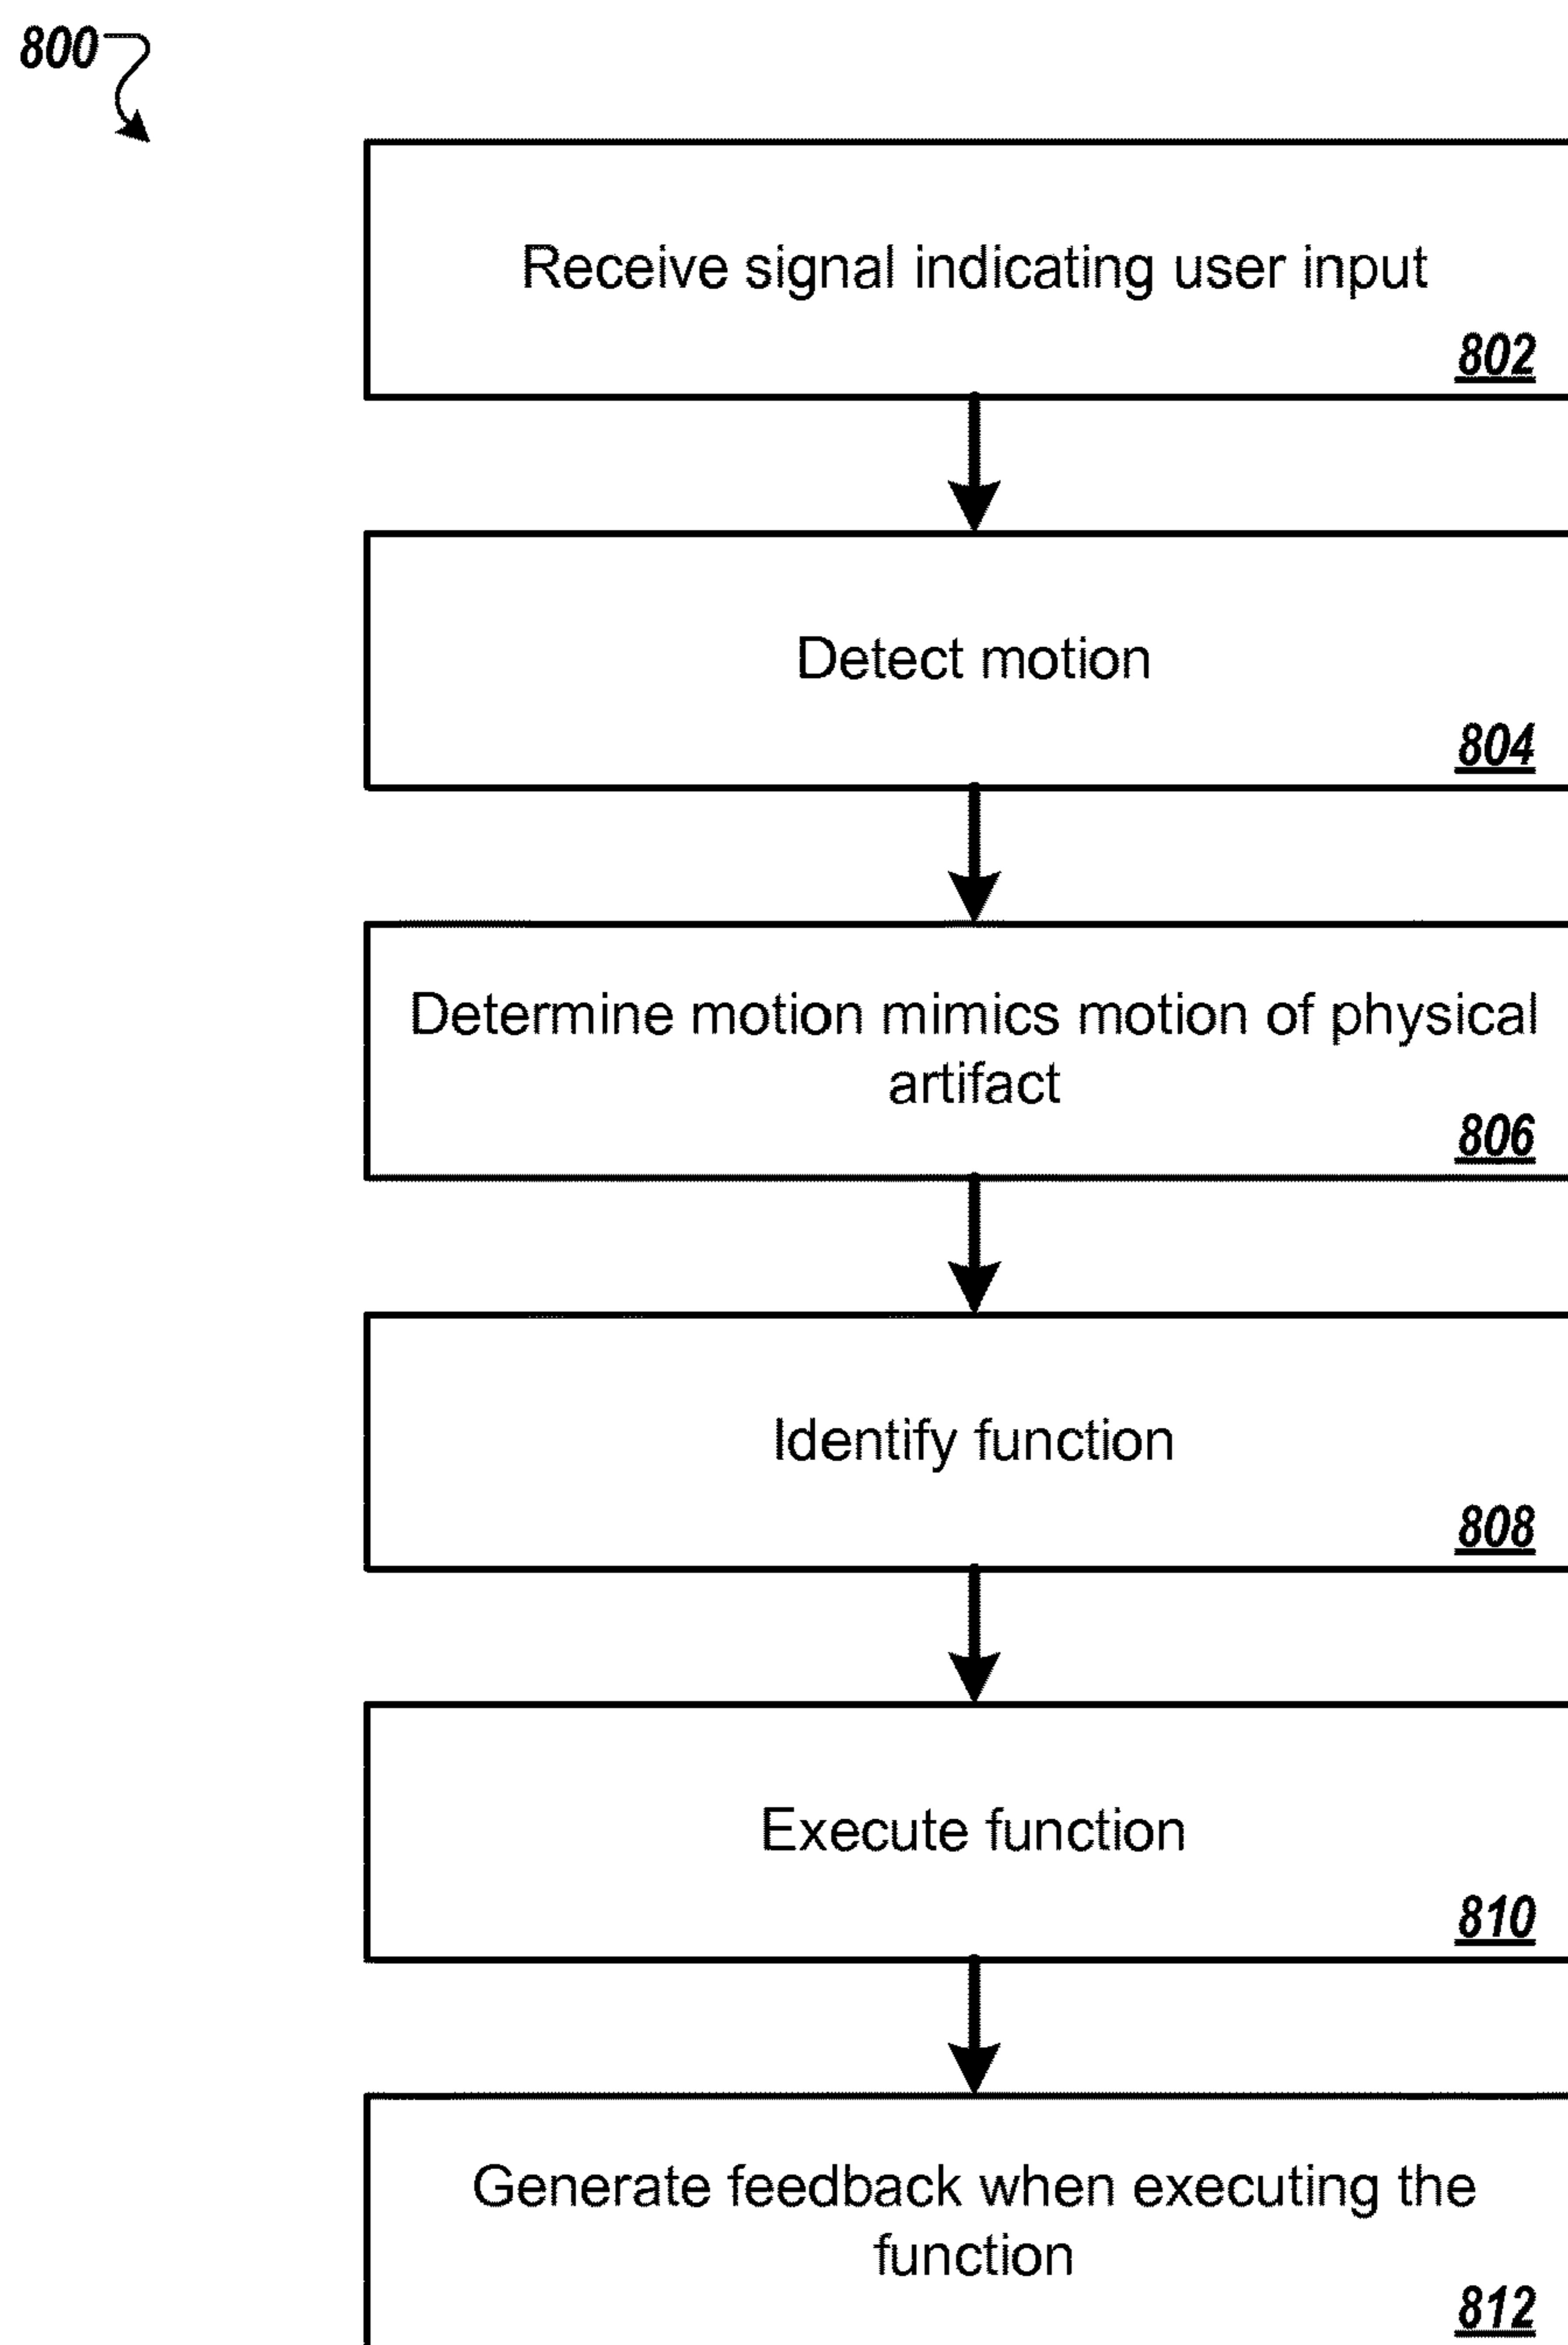 800
Receive signal indicating user input
802
Detect motion
804
Determine motion mimics motion of physical
artifact
806
Identify function
808
Execute function
810
Generate feedback when executing the
function
812